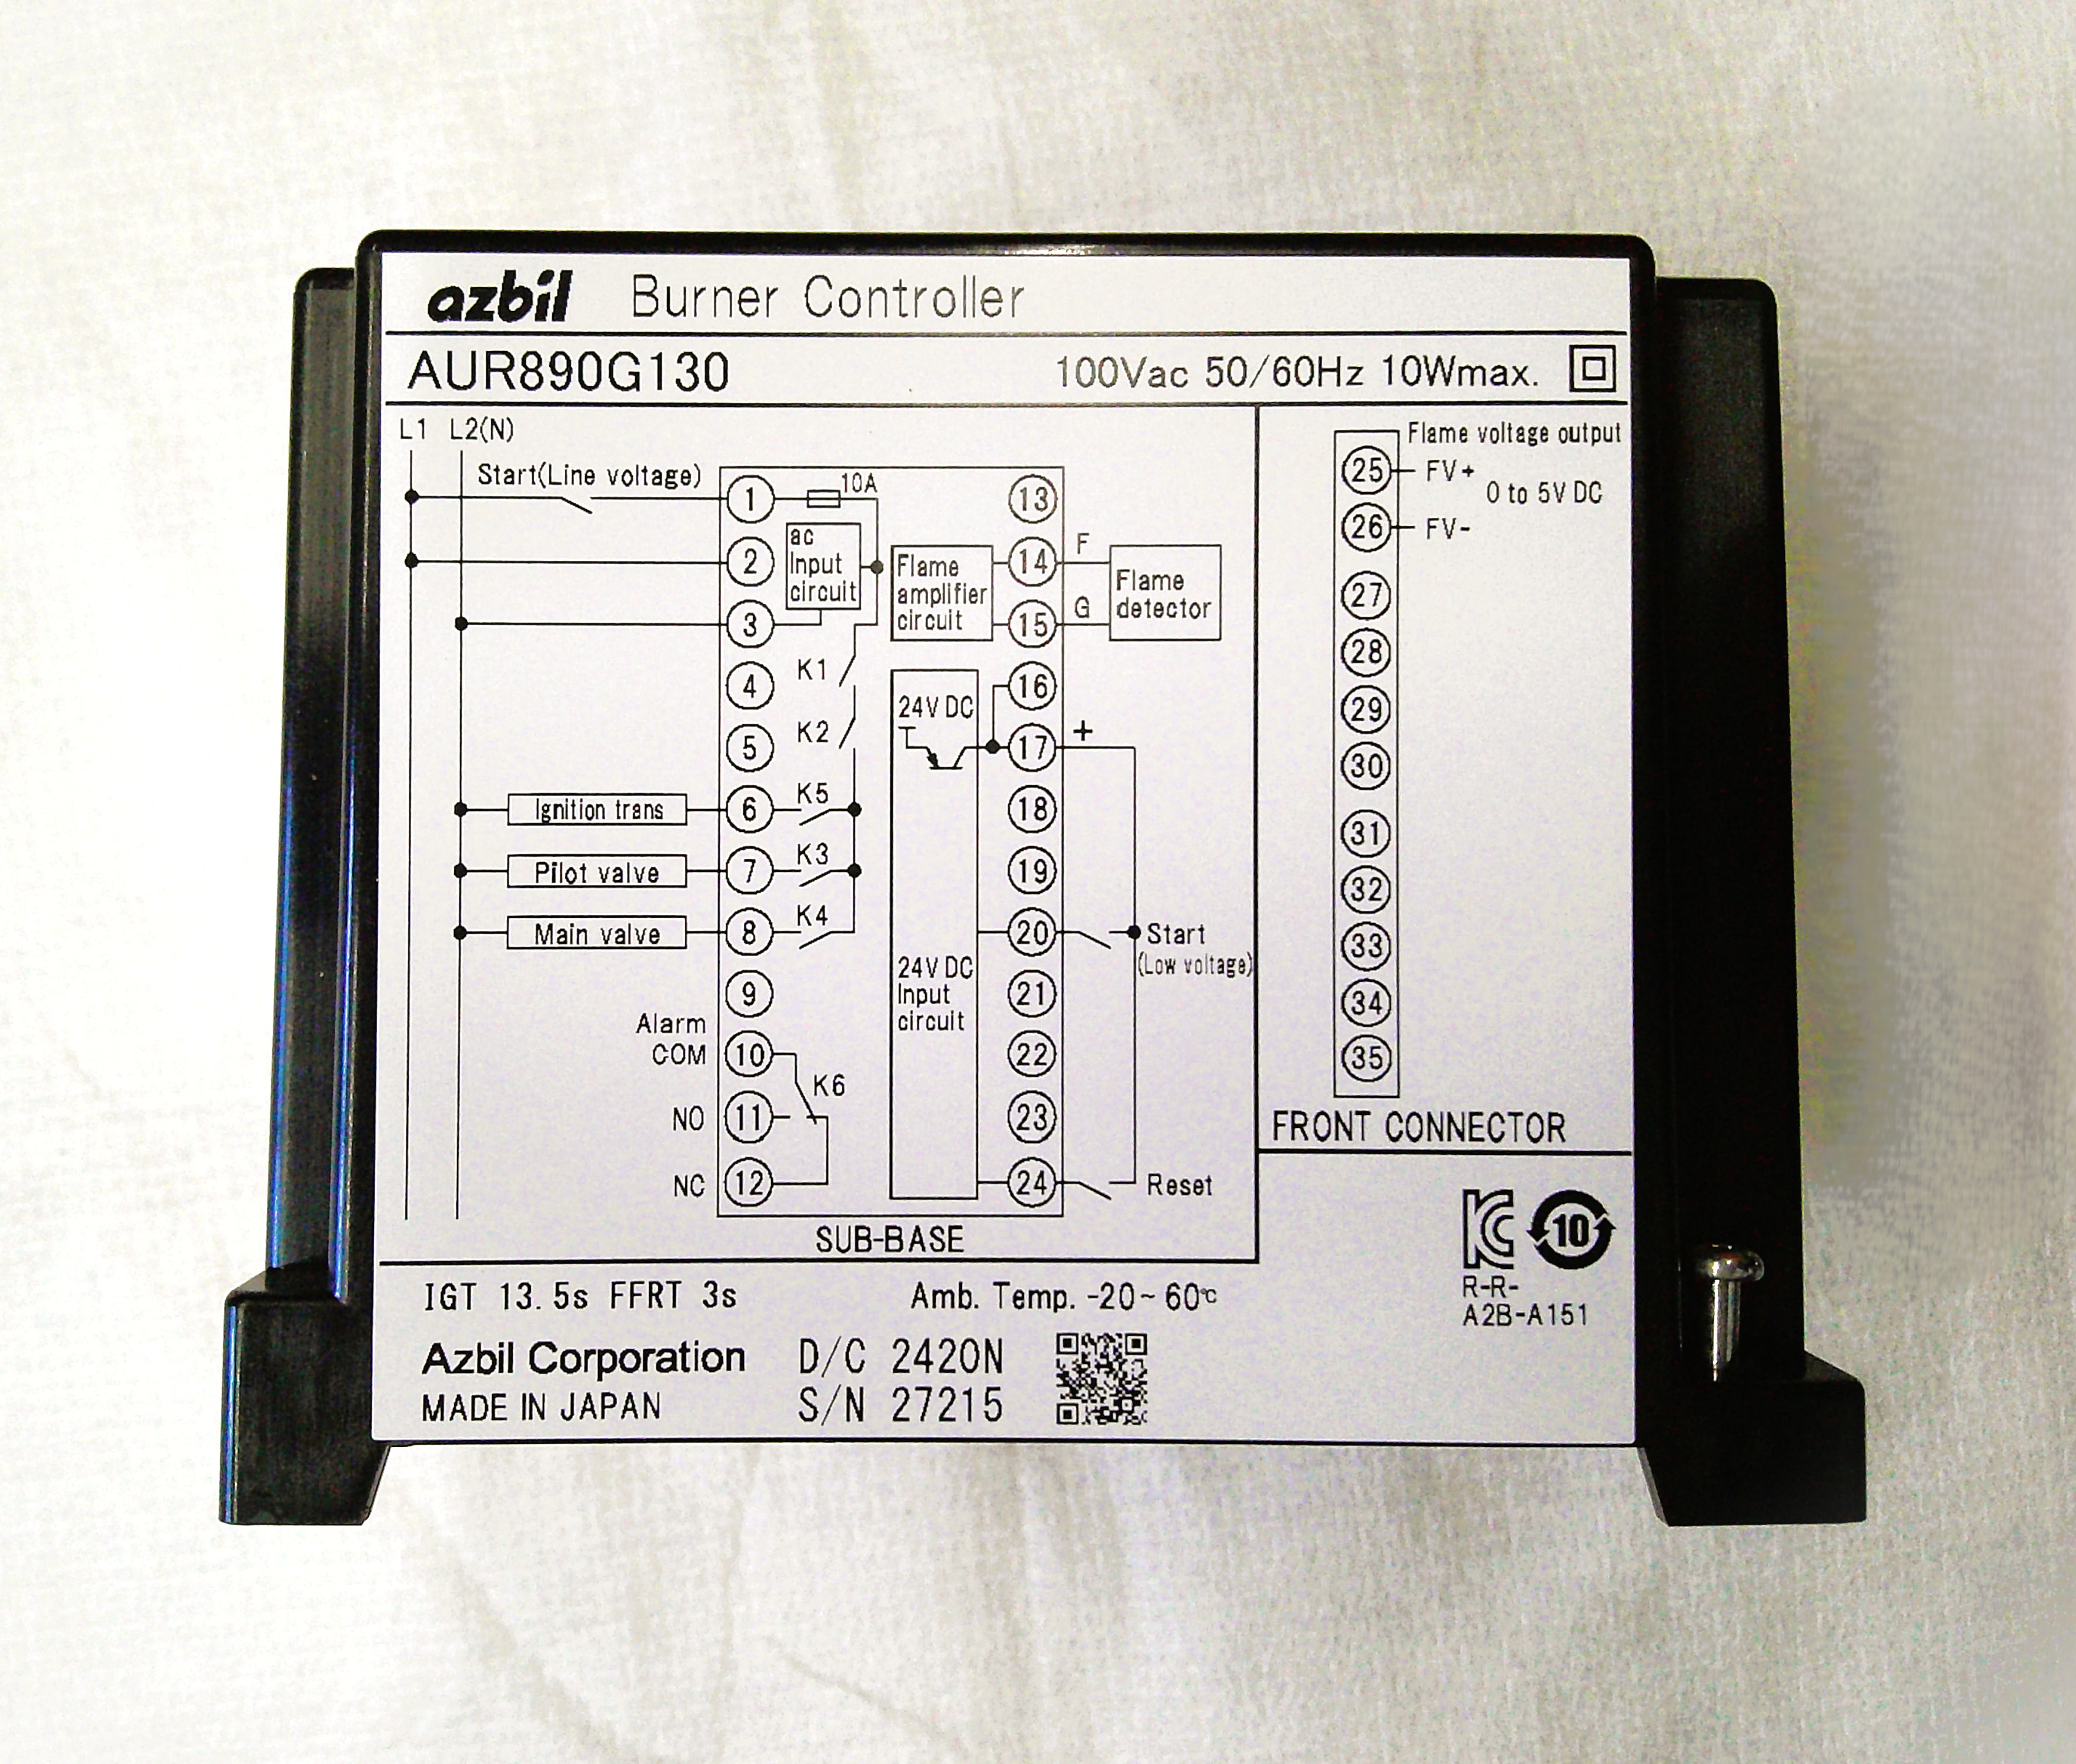 azbil Burner Controller
AUR890G130 100Vac 50/60Hz 10Wmax.
L1 L2(N)
Start(Line voltage)
1
10A
2
ac
Input
circuit
3
4
K1
5
K2
Ignition trans
6
K5
Pilot valve
7
K3
Main valve
8
K4
9
Alarm
COM
10
K6
NO
11
NC
12
13
Flame
amplifier
circuit
14
F
15
G
Flame
detector
24V DC
16
17
+
18
19
20
Start
(Low voltage)
24V DC
Input
circuit
21
22
23
24
Reset
SUB-BASE
Flame voltage output
25
FV+
0 to 5V DC
26
FV-
27
28
29
30
31
32
33
34
35
FRONT CONNECTOR
KC
10
R-R-
A2B-A151
IGT 13.5s FFRT 3s Amb. Temp. -20~60℃
Azbil Corporation D/C 2420N
MADE IN JAPAN S/N 27215